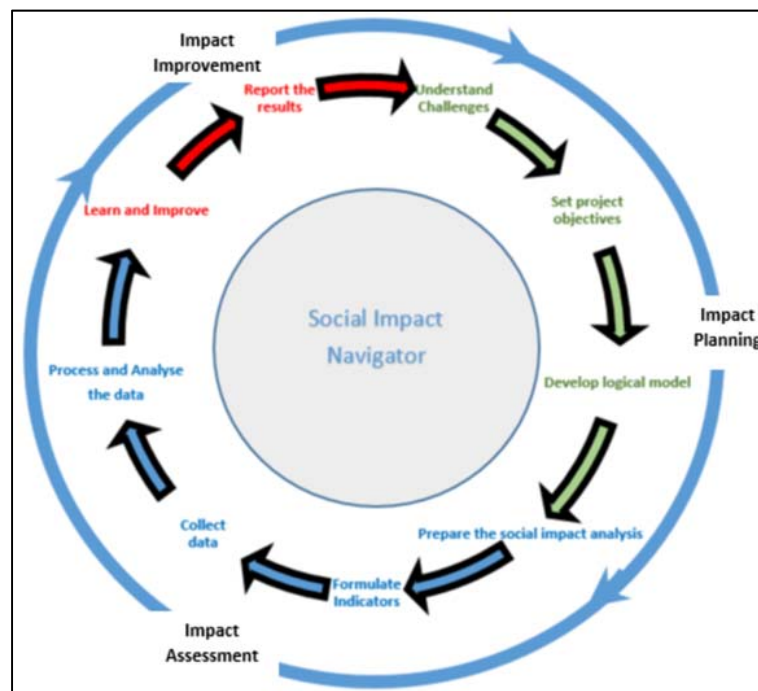 Impact
Improvement
Report the
results
Understand
Challenges
Set project
objectives
Impact
Planning
Develop logical model
Prepare the social impact analysis
Formulate
Indicators
Impact
Assessment
Collect
data
Process and Analyse
the data
Learn and Improve
Social Impact
Navigator